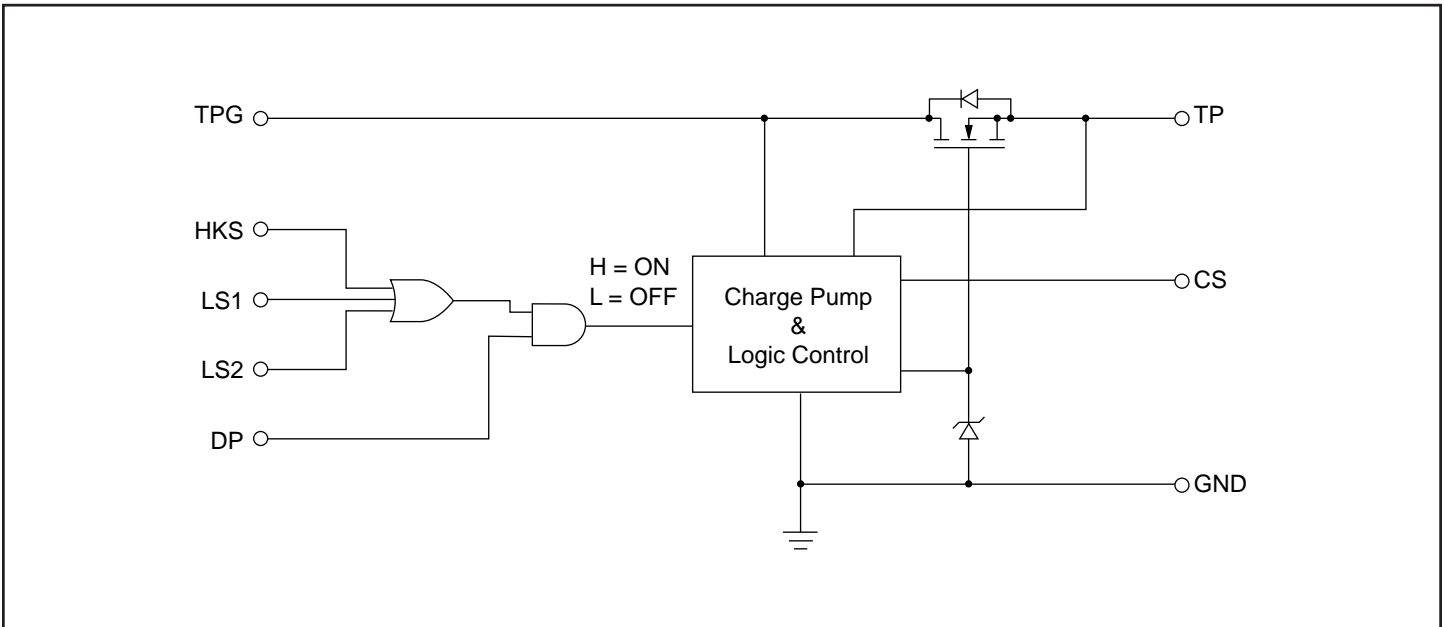 TPG
TP
HKS
LS1
LS2
DP
H = ON
L = OFF
Charge Pump
&
Logic Control
CS
GND